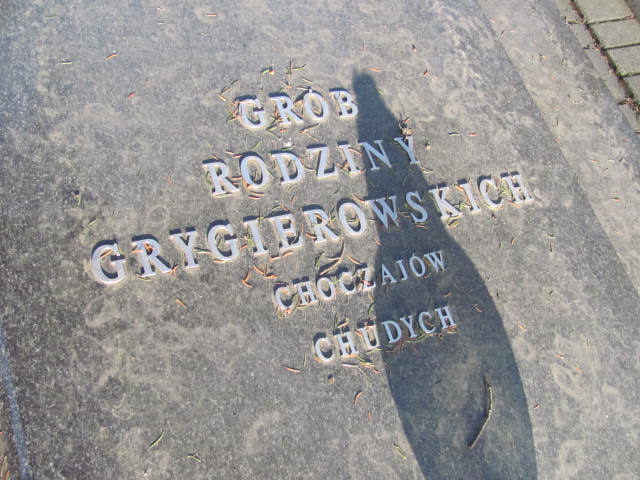 GRÓB
RODZINY
GRYGIEROWSKICH
CHOCZAJÓW
CHUDYCH